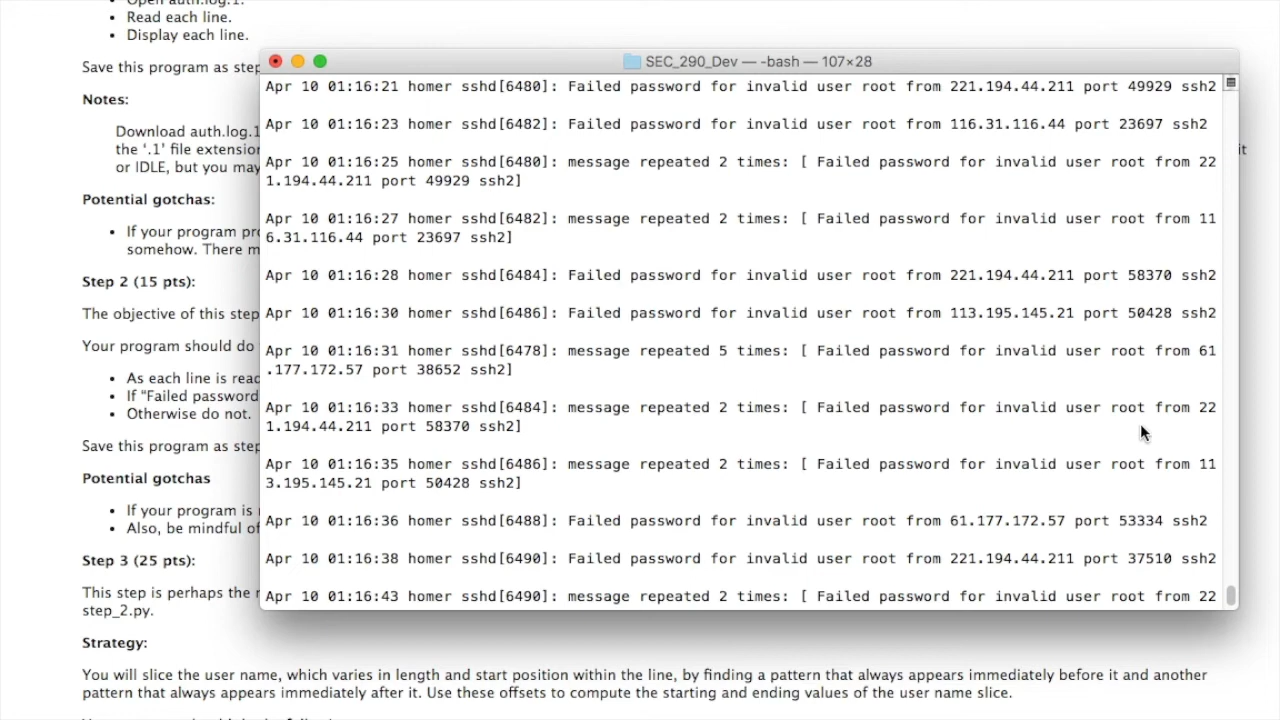 Open auth.log.1.
• Read each line.
• Display each line.
Save this program as step
Notes:
Download auth.log.1
the ‘.1’ file extension
it
or IDLE, but you may
Potential gotchas:
• If your program pro
somehow. There m
Step 2 (15 pts):
The objective of this step
Your program should do
• As each line is read
• If “Failed password
• Otherwise do not.
Save this program as step
Potential gotchas
• If your program is
• Also, be mindful of
Step 3 (25 pts):
This step is perhaps the
step_2.py.
Strategy:
You will slice the user name, which varies in length and start position within the line, by finding a pattern that always appears immediately before it and another
pattern that always appears immediately after it. Use these offsets to compute the starting and ending values of the user name slice.
SEC_290_Dev — -bash — 107×28
Apr 10 01:16:21 homer sshd[6480]: Failed password for invalid user root from 221.194.44.211 port 49929 ssh2
Apr 10 01:16:23 homer sshd[6482]: Failed password for invalid user root from 116.31.116.44 port 23697 ssh2
Apr 10 01:16:25 homer sshd[6480]: message repeated 2 times: [ Failed password for invalid user root from 22
1.194.44.211 port 49929 ssh2]
Apr 10 01:16:27 homer sshd[6482]: message repeated 2 times: [ Failed password for invalid user root from 11
6.31.116.44 port 23697 ssh2]
Apr 10 01:16:28 homer sshd[6484]: Failed password for invalid user root from 221.194.44.211 port 58370 ssh2
Apr 10 01:16:30 homer sshd[6486]: Failed password for invalid user root from 113.195.145.21 port 50428 ssh2
Apr 10 01:16:31 homer sshd[6478]: message repeated 5 times: [ Failed password for invalid user root from 61
.177.172.57 port 38652 ssh2]
Apr 10 01:16:33 homer sshd[6484]: message repeated 2 times: [ Failed password for invalid user root from 22
1.194.44.211 port 58370 ssh2]
Apr 10 01:16:35 homer sshd[6486]: message repeated 2 times: [ Failed password for invalid user root from 11
3.195.145.21 port 50428 ssh2]
Apr 10 01:16:36 homer sshd[6488]: Failed password for invalid user root from 61.177.172.57 port 53334 ssh2
Apr 10 01:16:38 homer sshd[6490]: Failed password for invalid user root from 221.194.44.211 port 37510 ssh2
Apr 10 01:16:43 homer sshd[6490]: message repeated 2 times: [ Failed password for invalid user root from 22